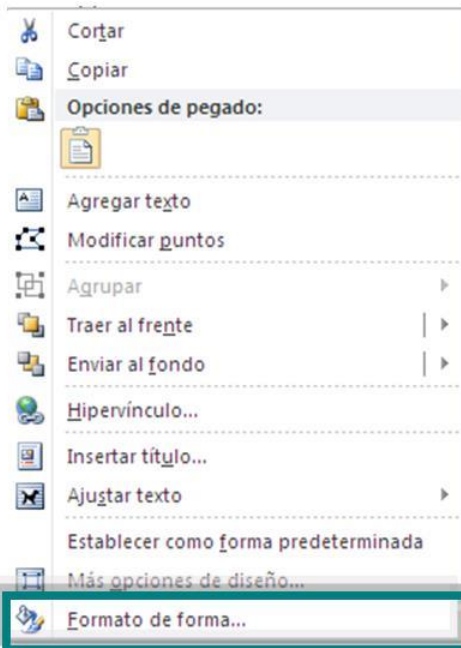 Cortar
Copiar
Opciones de pegado:
Agregar texto
Modificar puntos
Agrupar
Traer al frente
Enviar al fondo
Hipervínculo...
Insertar título...
Ajustar texto
Establecer como forma predeterminada
Más opciones de diseño...
Formato de forma...